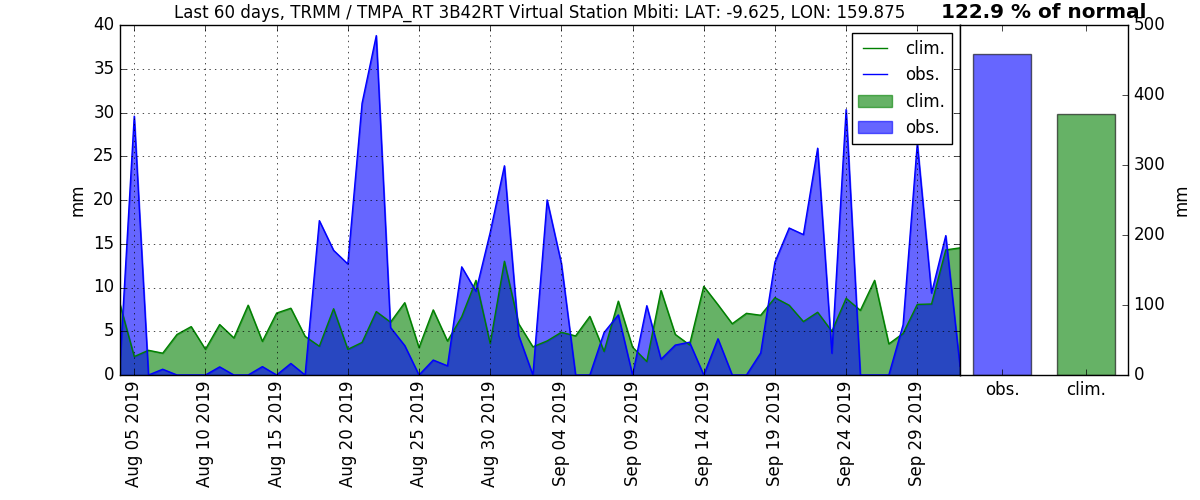 Last 60 days, TRMM / TMPA_RT 3B42RT Virtual Station Mbiti: LAT: -9.625, LON: 159.875
122.9 % of normal
40
35
30
25
20
15
10
5
0
mm
clim.
obs.
clim.
obs.
500
400
300
200
100
0
mm
obs.
clim.
Aug 05 2019
Aug 10 2019
Aug 15 2019
Aug 20 2019
Aug 25 2019
Aug 30 2019
Sep 04 2019
Sep 09 2019
Sep 14 2019
Sep 19 2019
Sep 24 2019
Sep 29 2019